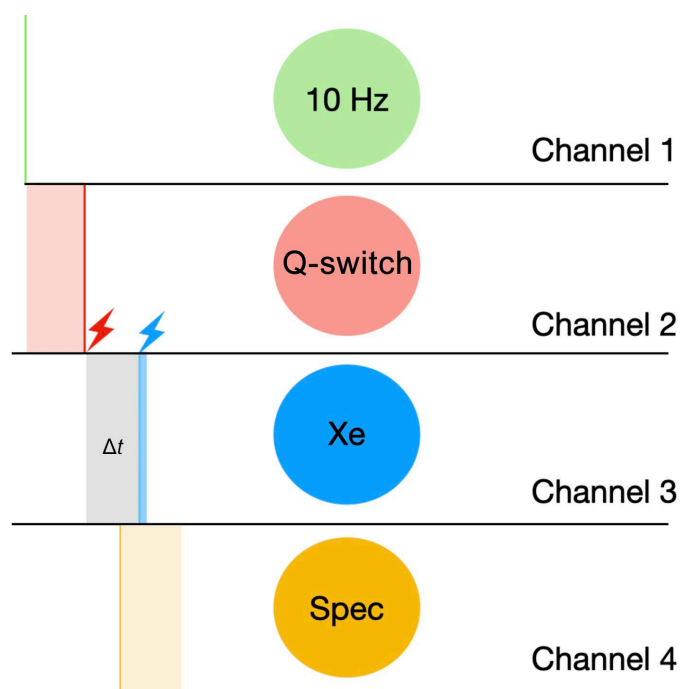 10 Hz
Channel 1
Q-switch
Channel 2
Δt
Xe
Channel 3
Spec
Channel 4